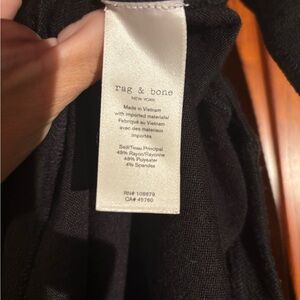 rag & bone
NEW YORK
Made in Vietnam
with imported materials/
Fabriqué au Vietnam
avec des matériaux
importés
Self/Tissu Principal
48% Rayon/Rayonne
48% Polyester
4% Spandex
RN# 109879
CA# 45760